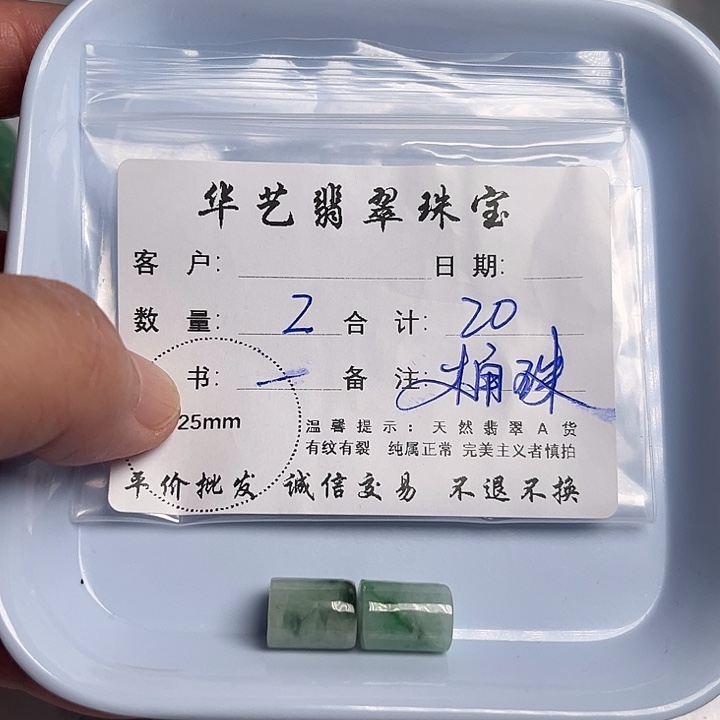 华艺翡翠珠宝
客 户: 日 期:
数 量: 2 合 计: 20
书: 一 备 注: 桶珠
25mm
温馨提示: 天然翡翠A货
有纹有裂 纯属正常 完美主义者慎拍
平价批发 诚信交易 不退不换